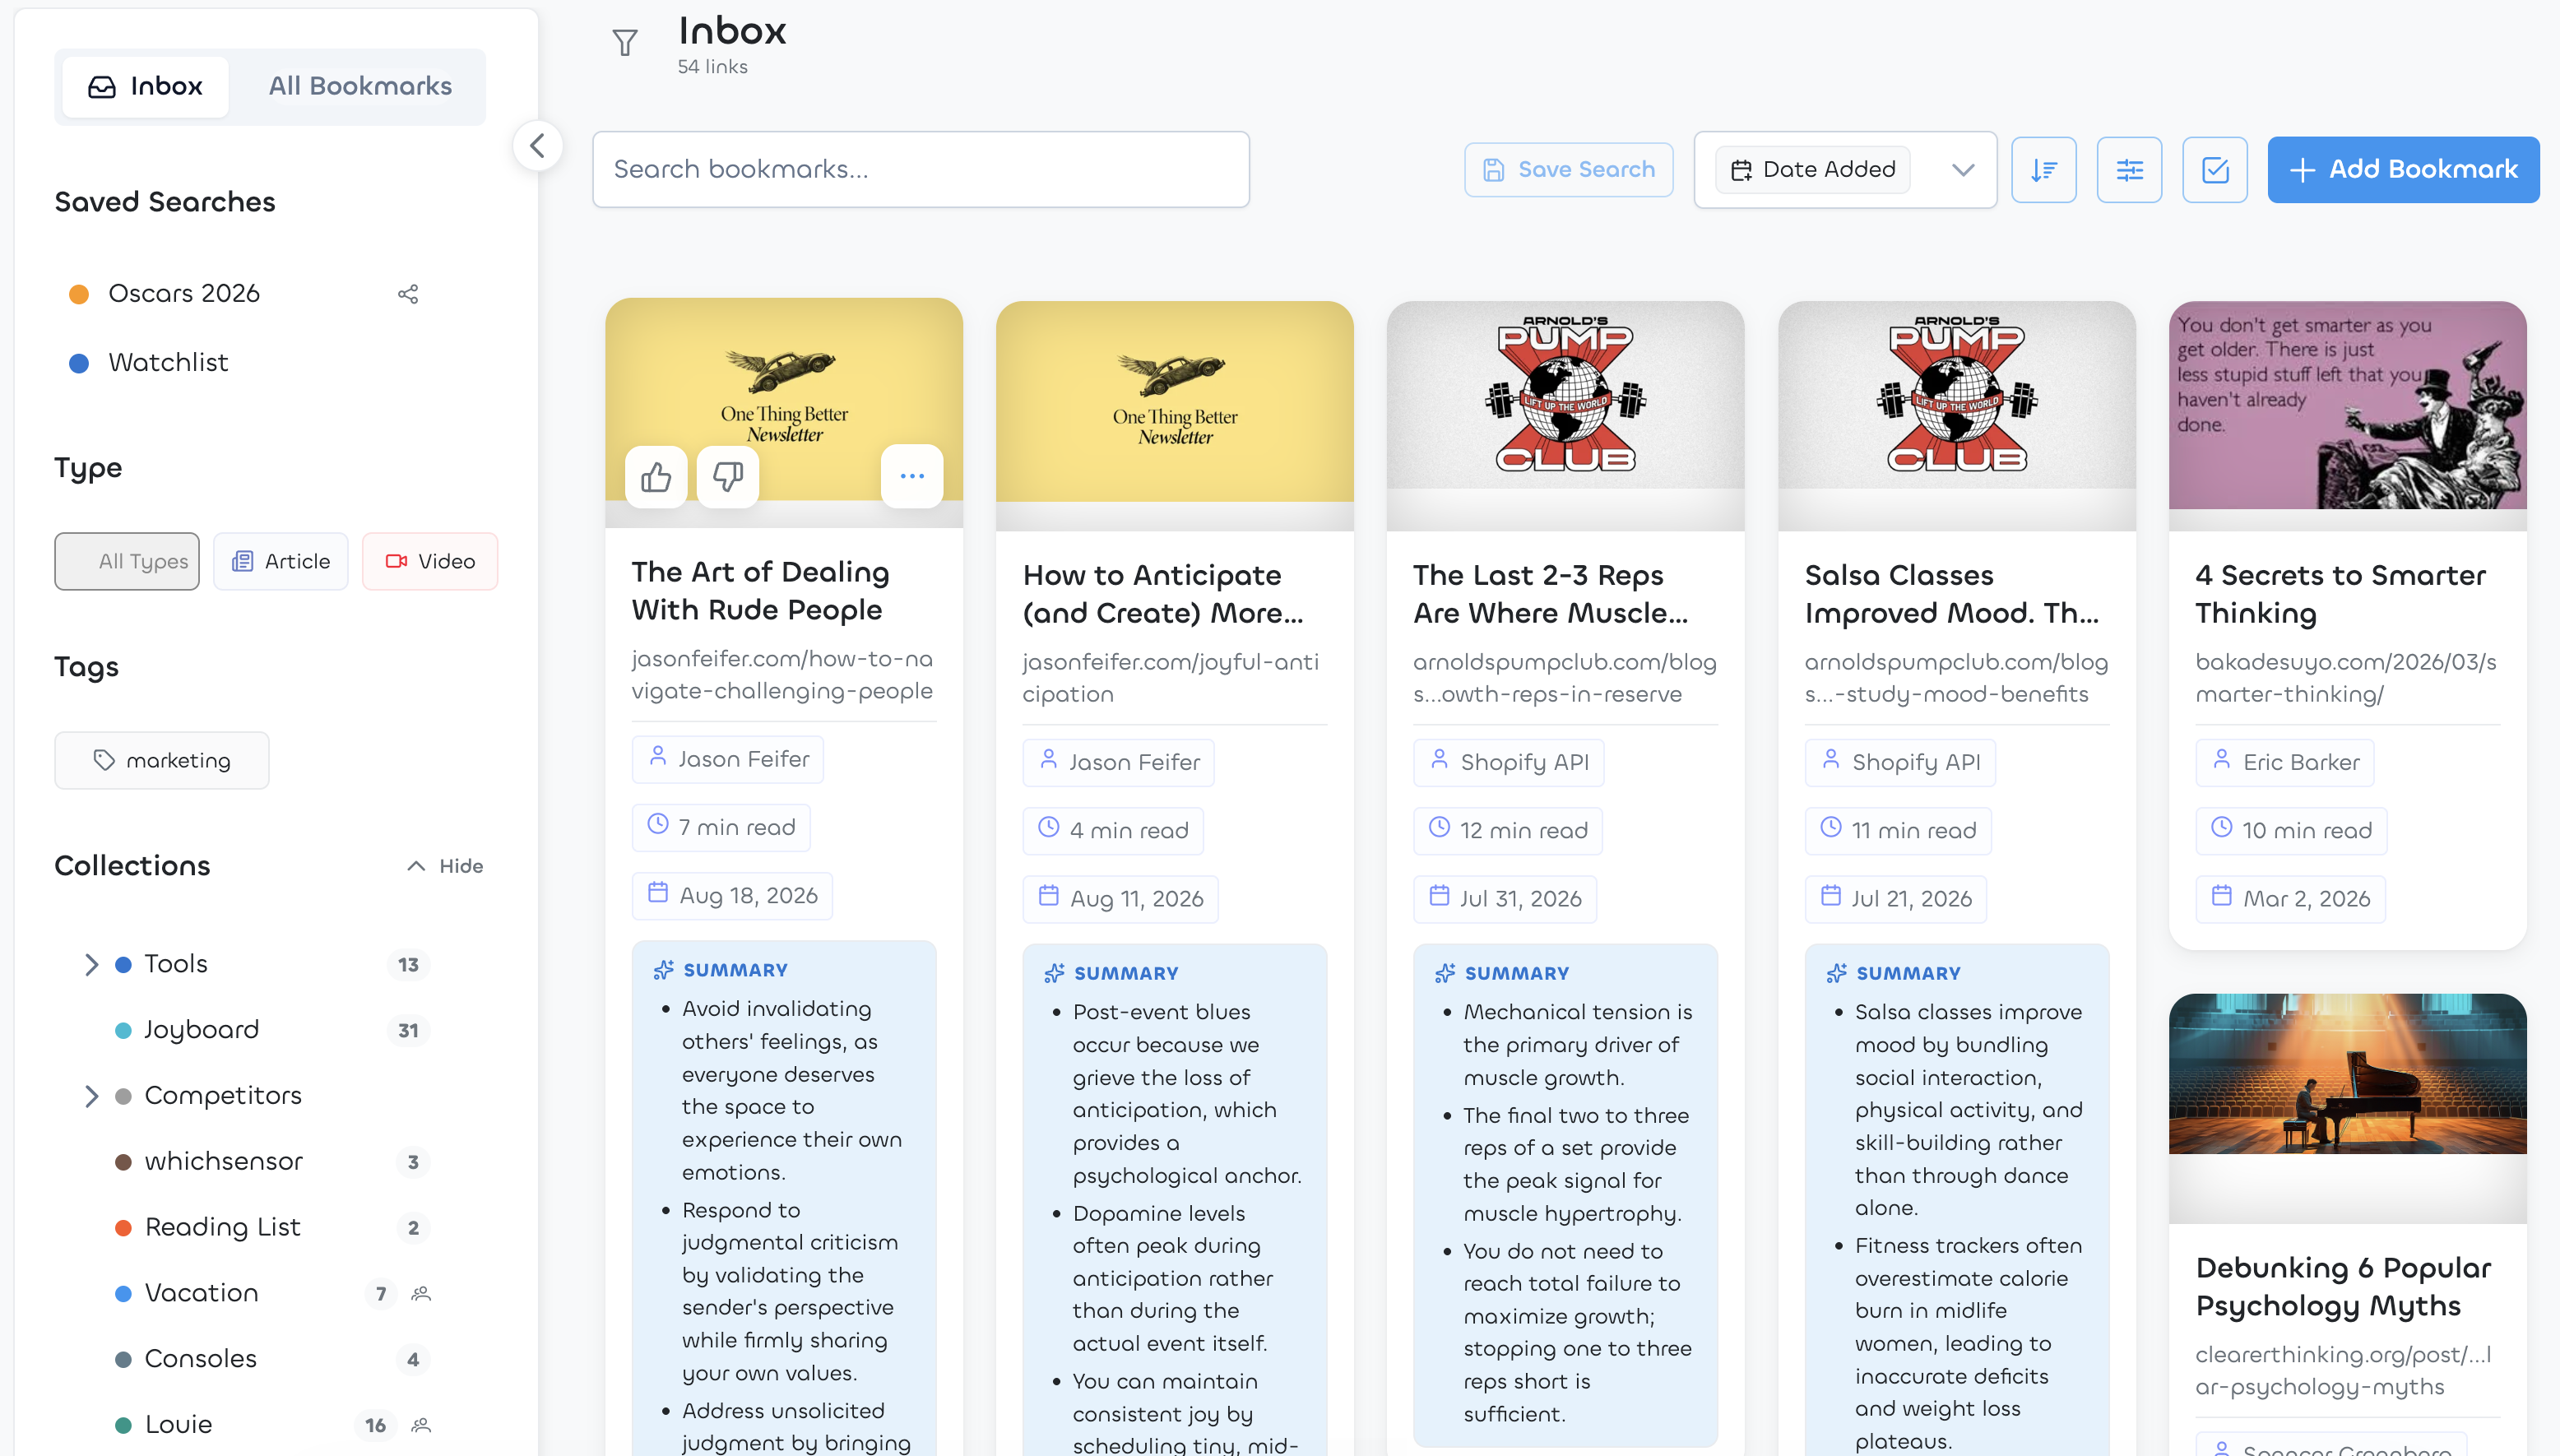 Inbox
All Bookmarks
Saved Searches
Oscars 2026
Watchlist
Type
All Types
Article
Video
Tags
marketing
Collections
Hide
Tools
13
Joyboard
31
Competitors
whichsensor
3
Reading List
2
Vacation
7
Consoles
4
Louie
16
Inbox
54 links
Search bookmarks...
Save Search
Date Added
Add Bookmark
One Thing Better
Newsletter
The Art of Dealing
With Rude People
jasonfeifer.com/how-to-na
vigate-challenging-people
Jason Feifer
7 min read
Aug 18, 2026
SUMMARY
• Avoid invalidating
others' feelings, as
everyone deserves
the space to
experience their own
emotions.
• Respond to
judgmental criticism
by validating the
sender's perspective
while firmly sharing
your own values.
• Address unsolicited
judgment by bringing
One Thing Better
Newsletter
How to Anticipate
(and Create) More...
jasonfeifer.com/joyful-anti
cipation
Jason Feifer
4 min read
Aug 11, 2026
SUMMARY
• Post-event blues
occur because we
grieve the loss of
anticipation, which
provides a
psychological anchor.
• Dopamine levels
often peak during
anticipation rather
than during the
actual event itself.
• You can maintain
consistent joy by
scheduling tiny, mid-
ARNOLD'S
PUMP
LIFT UP THE WORLD
CLUB
The Last 2-3 Reps
Are Where Muscle...
arnoldspumpclub.com/blog
s...owth-reps-in-reserve
Shopify API
12 min read
Jul 31, 2026
SUMMARY
• Mechanical tension is
the primary driver of
muscle growth.
• The final two to three
reps of a set provide
the peak signal for
muscle hypertrophy.
• You do not need to
reach total failure to
maximize growth;
stopping one to three
reps short is
sufficient.
ARNOLD'S
PUMP
LIFT UP THE WORLD
CLUB
Salsa Classes
Improved Mood. Th...
arnoldspumpclub.com/blog
s...-study-mood-benefits
Shopify API
11 min read
Jul 21, 2026
SUMMARY
• Salsa classes improve
mood by bundling
social interaction,
physical activity, and
skill-building rather
than through dance
alone.
• Fitness trackers often
overestimate calorie
burn in midlife
women, leading to
inaccurate deficits
and weight loss
plateaus.
You don't get smarter as you
get older. There is just
less stupid stuff left that you
haven't already
done.
4 Secrets to Smarter
Thinking
bakadesuyo.com/2026/03/s
marter-thinking/
Eric Barker
10 min read
Mar 2, 2026
Debunking 6 Popular
Psychology Myths
clearerthinking.org/post/...l
ar-psychology-myths